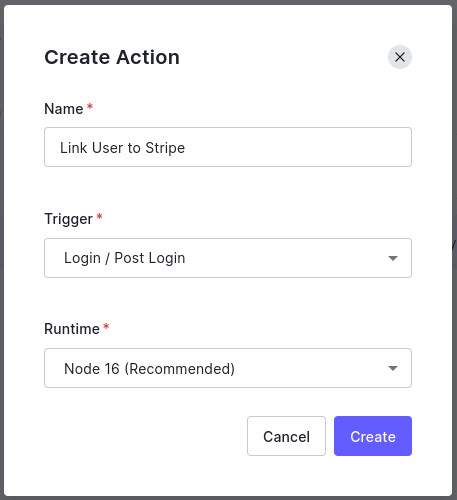 Create Action
Name *
Link User to Stripe
Trigger *
Login / Post Login
Runtime *
Node 16 (Recommended)
Cancel
Create